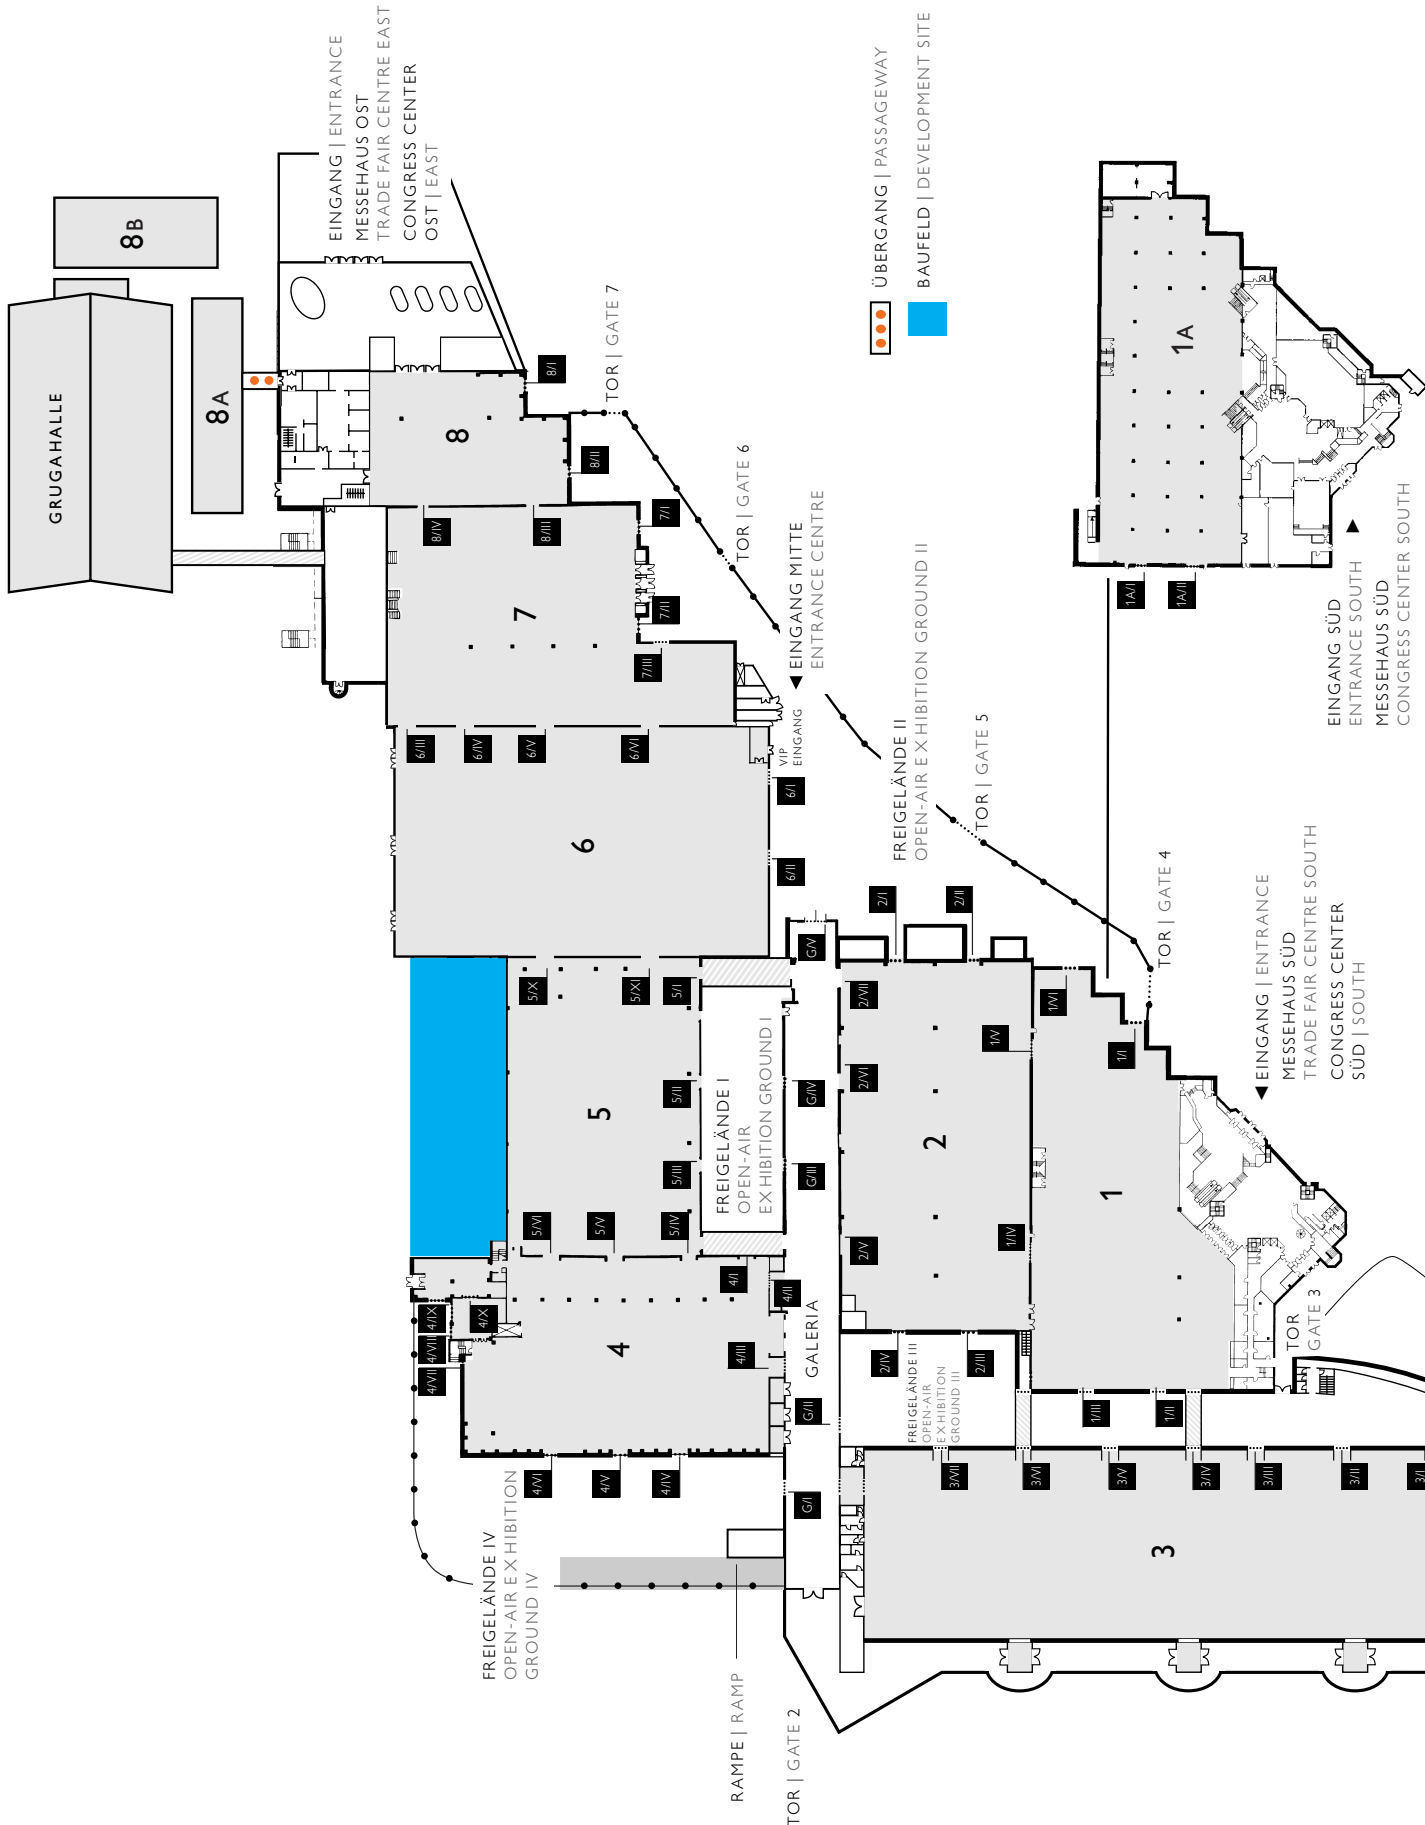 GRUGAHALLE
8B
8A
EINGANG | ENTRANCE
MESSEHAUS OST
TRADE FAIR CENTRE EAST
CONGRESS CENTER
OST | EAST
ÜBERGANG | PASSAGEWAY
BAUFELD | DEVELOPMENT SITE
8
8/I
8/II
8/III
8/IV
TOR | GATE 7
7
7/I
7/II
7/III
TOR | GATE 6
EINGANG MITTE
ENTRANCE CENTRE
VIP
EINGANG
6
6/III
6/IV
6/V
6/VI
6/I
6/II
FREIGELÄNDE II
OPEN-AIR EXHIBITION GROUND II
TOR | GATE 5
TOR | GATE 4
1A
1A/I
1A/II
EINGANG SÜD
ENTRANCE SOUTH
MESSEHAUS SÜD
CONGRESS CENTER SOUTH
5
5/X
5/XI
5/I
5/II
5/III
5/IV
5/V
5/VI
FREIGELÄNDE I
OPEN-AIR
EXHIBITION GROUND I
G/V
G/IV
G/III
G/II
G/I
GALERIA
2
2/I
2/II
2/VII
2/VI
2/V
2/IV
2/III
1
1/VI
1/V
1/I
1/IV
1/III
1/II
EINGANG | ENTRANCE
MESSEHAUS SÜD
TRADE FAIR CENTRE SOUTH
CONGRESS CENTER
SÜD | SOUTH
TOR
GATE 3
4
4/I
4/II
4/III
4/IX
4/X
4/VIII
4/VII
4/VI
4/V
4/IV
FREIGELÄNDE III
OPEN-AIR
EXHIBITION
GROUND III
FREIGELÄNDE IV
OPEN-AIR EXHIBITION
GROUND IV
3
3/VII
3/VI
3/V
3/IV
3/III
3/II
3/I
RAMPE | RAMP
TOR | GATE 2